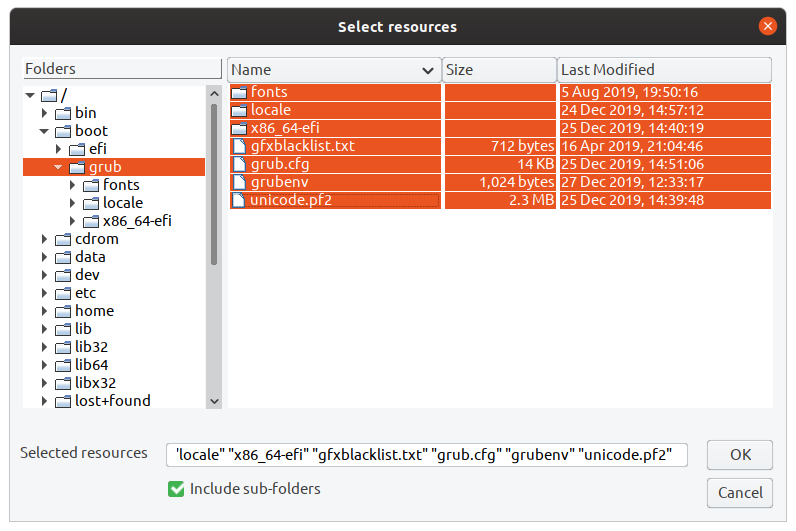 Select resources
Folders
Name Size Last Modified
/
bin
boot
efi
grub
fonts
locale
x86_64-efi
cdrom
data
dev
etc
home
lib
lib32
lib64
libx32
lost+found
fonts 5 Aug 2019, 19:50:16
locale 24 Dec 2019, 14:57:12
x86_64-efi 25 Dec 2019, 14:40:19
gfxblacklist.txt 712 bytes 16 Apr 2019, 21:04:46
grub.cfg 14 KB 25 Dec 2019, 14:51:06
grubenv 1,024 bytes 27 Dec 2019, 12:33:17
unicode.pf2 2.3 MB 25 Dec 2019, 14:39:48
Selected resources "locale" "x86_64-efi" "gfxblacklist.txt" "grub.cfg" "grubenv" "unicode.pf2" OK
Include sub-folders
Cancel